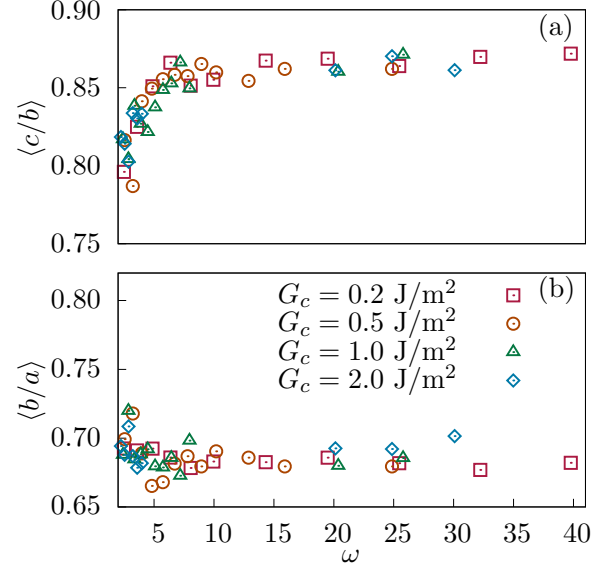 0.90
(a)
0.85
⟨c/b⟩
0.80
0.75
0.80
(b)
G_c = 0.2 J/m²
G_c = 0.5 J/m²
0.75
G_c = 1.0 J/m²
G_c = 2.0 J/m²
⟨b/a⟩
0.70
0.65
5 10 15 20 25 30 35 40
ω